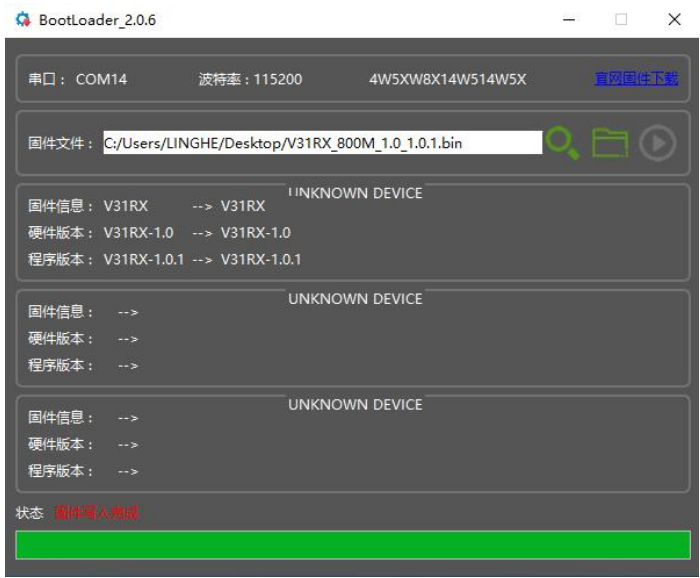 BootLoader_2.0.6
串口： COM14 波特率 : 115200 4W5XW8X14W514W5X 官网固件下载
固件文件： C:/Users/LINGHE/Desktop/V31RX_800M_1.0_1.0.1.bin
UNKNOWN DEVICE
固件信息： V31RX --> V31RX
硬件版本： V31RX-1.0 --> V31RX-1.0
程序版本： V31RX-1.0.1 --> V31RX-1.0.1
UNKNOWN DEVICE
固件信息： -->
硬件版本： -->
程序版本： -->
UNKNOWN DEVICE
固件信息： -->
硬件版本： -->
程序版本： -->
状态 固件写入完成